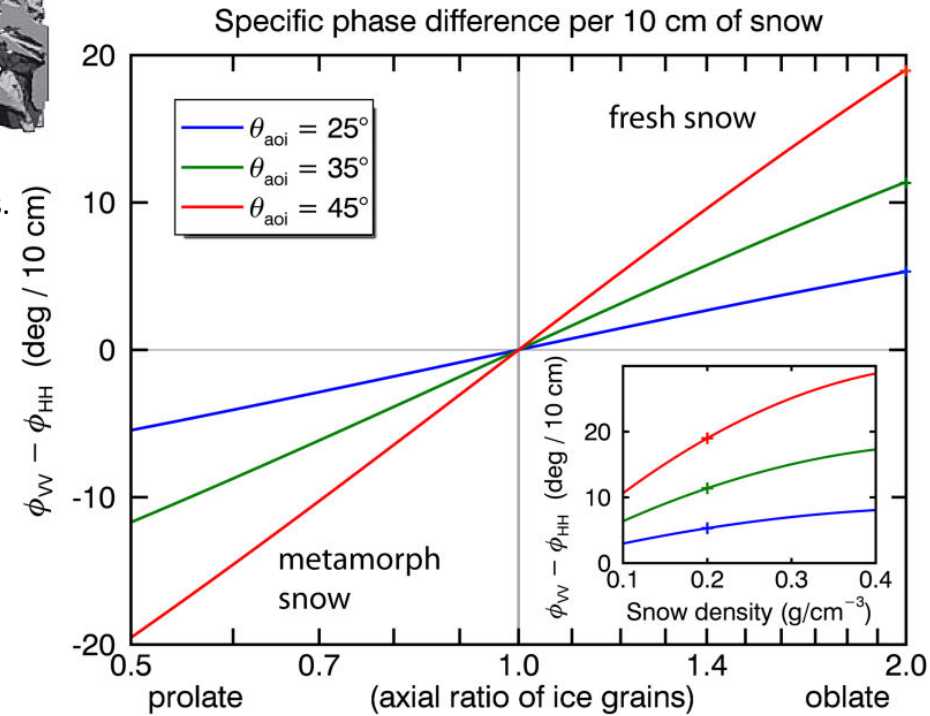 Specific phase difference per 10 cm of snow
s.
ϕVV − ϕHH (deg / 10 cm)
20
10
0
-10
-20
θaoi = 25°
θaoi = 35°
θaoi = 45°
fresh snow
metamorph
snow
ϕVV − ϕHH (deg / 10 cm)
20
10
0
0.1 0.2 0.3 0.4
Snow density (g/cm⁻³)
0.5 0.7 1.0 1.4 2.0
prolate (axial ratio of ice grains) oblate